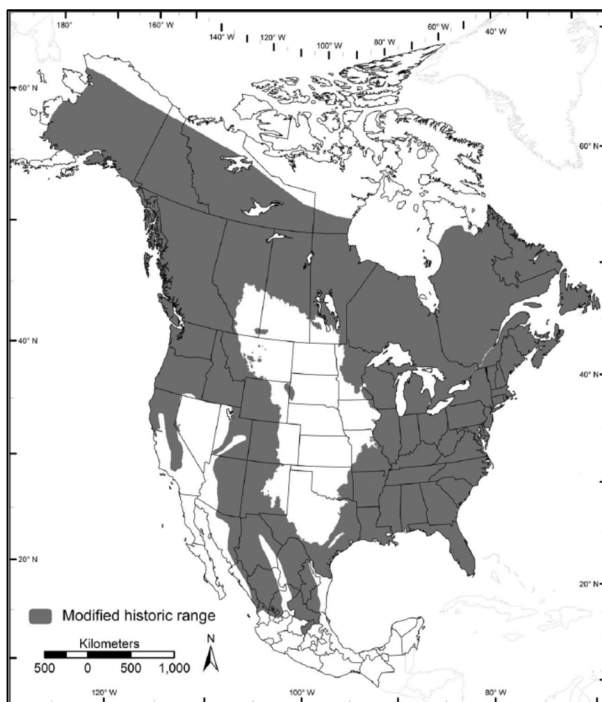 180° 140° W 120° W 100° W 80° W 60° W 40° W
60° N 60° N
40° N 40° N
20° N 20° N
Modified historic range
Kilometers N
500 0 500 1,000
120° W 100° W 80° W